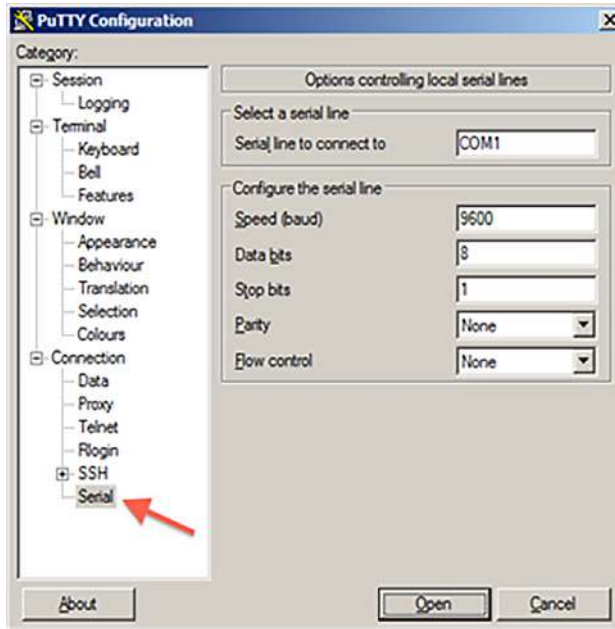 PuTTY Configuration
Category:
Session
Logging
Terminal
Keyboard
Bell
Features
Window
Appearance
Behaviour
Translation
Selection
Colours
Connection
Data
Proxy
Telnet
Rlogin
SSH
Serial
Options controlling local serial lines
Select a serial line
Serial line to connect to COM1
Configure the serial line
Speed (baud) 9600
Data bits 8
Stop bits 1
Parity None
Flow control None
About Open Cancel